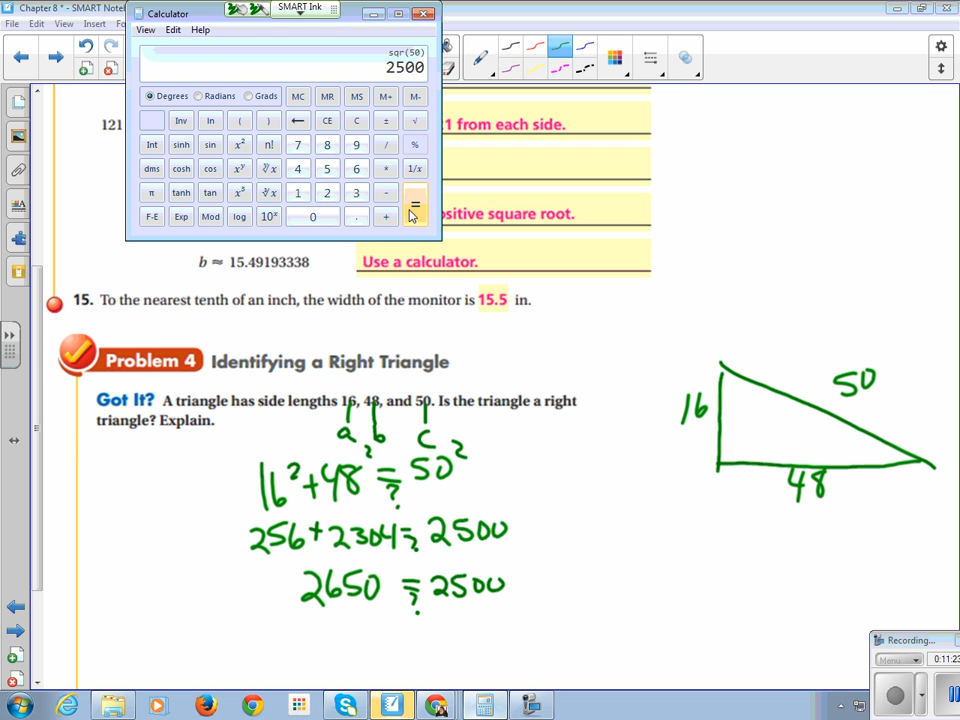 Chapter 8 * - SMART Note
SMART Ink
Calculator
File Edit View Insert F
View Edit Help
sqr(50)
2500
Degrees Radians Grads MC MR MS M+ M-
Inv ln ( ) ← CE C ± √
Int sinh sin x² n! 7 8 9 / %
dms cosh cos xʸ ʸ√x 4 5 6 * 1/x
π tanh tan x³ ³√x 1 2 3 - =
F-E Exp Mod log 10ˣ 0 . +
121
1 from each side.
ositive square root.
b ≈ 15.49193338
Use a calculator.
15. To the nearest tenth of an inch, the width of the monitor is 15.5 in.
Problem 4 Identifying a Right Triangle
Got It? A triangle has side lengths 16, 48, and 50. Is the triangle a right
triangle? Explain.
a b c
16² + 48² =? 50²
256 + 2304 =? 2500
2650 =? 2500
16
50
48
Recording...
Menu
0:11:23